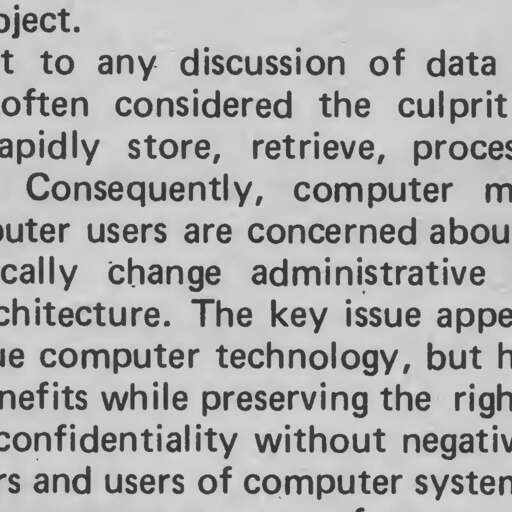 oject.
t to any discussion of data
often considered the culprit
apidly store, retrieve, proces
Consequently, computer m
outer users are concerned abou
cally change administrative
chitecture. The key issue appe
ue computer technology, but h
nefits while preserving the righ
confidentiality without negativ
rs and users of computer system